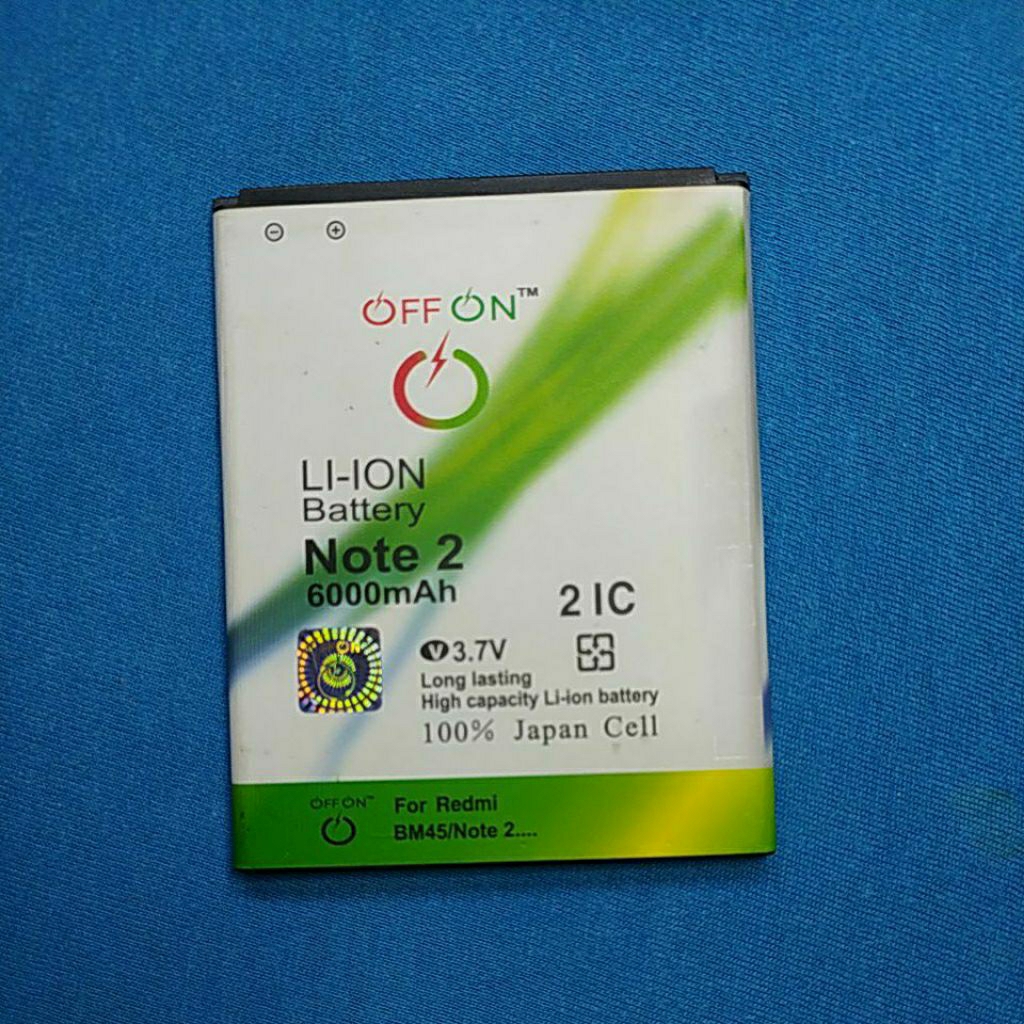 OFF ON™
LI-ION
Battery
Note 2
6000mAh
2 IC
ON
V 3.7V
Long lasting
High capacity Li-ion battery
100% Japan Cell
OFF ON™
For Redmi
BM45/Note 2....